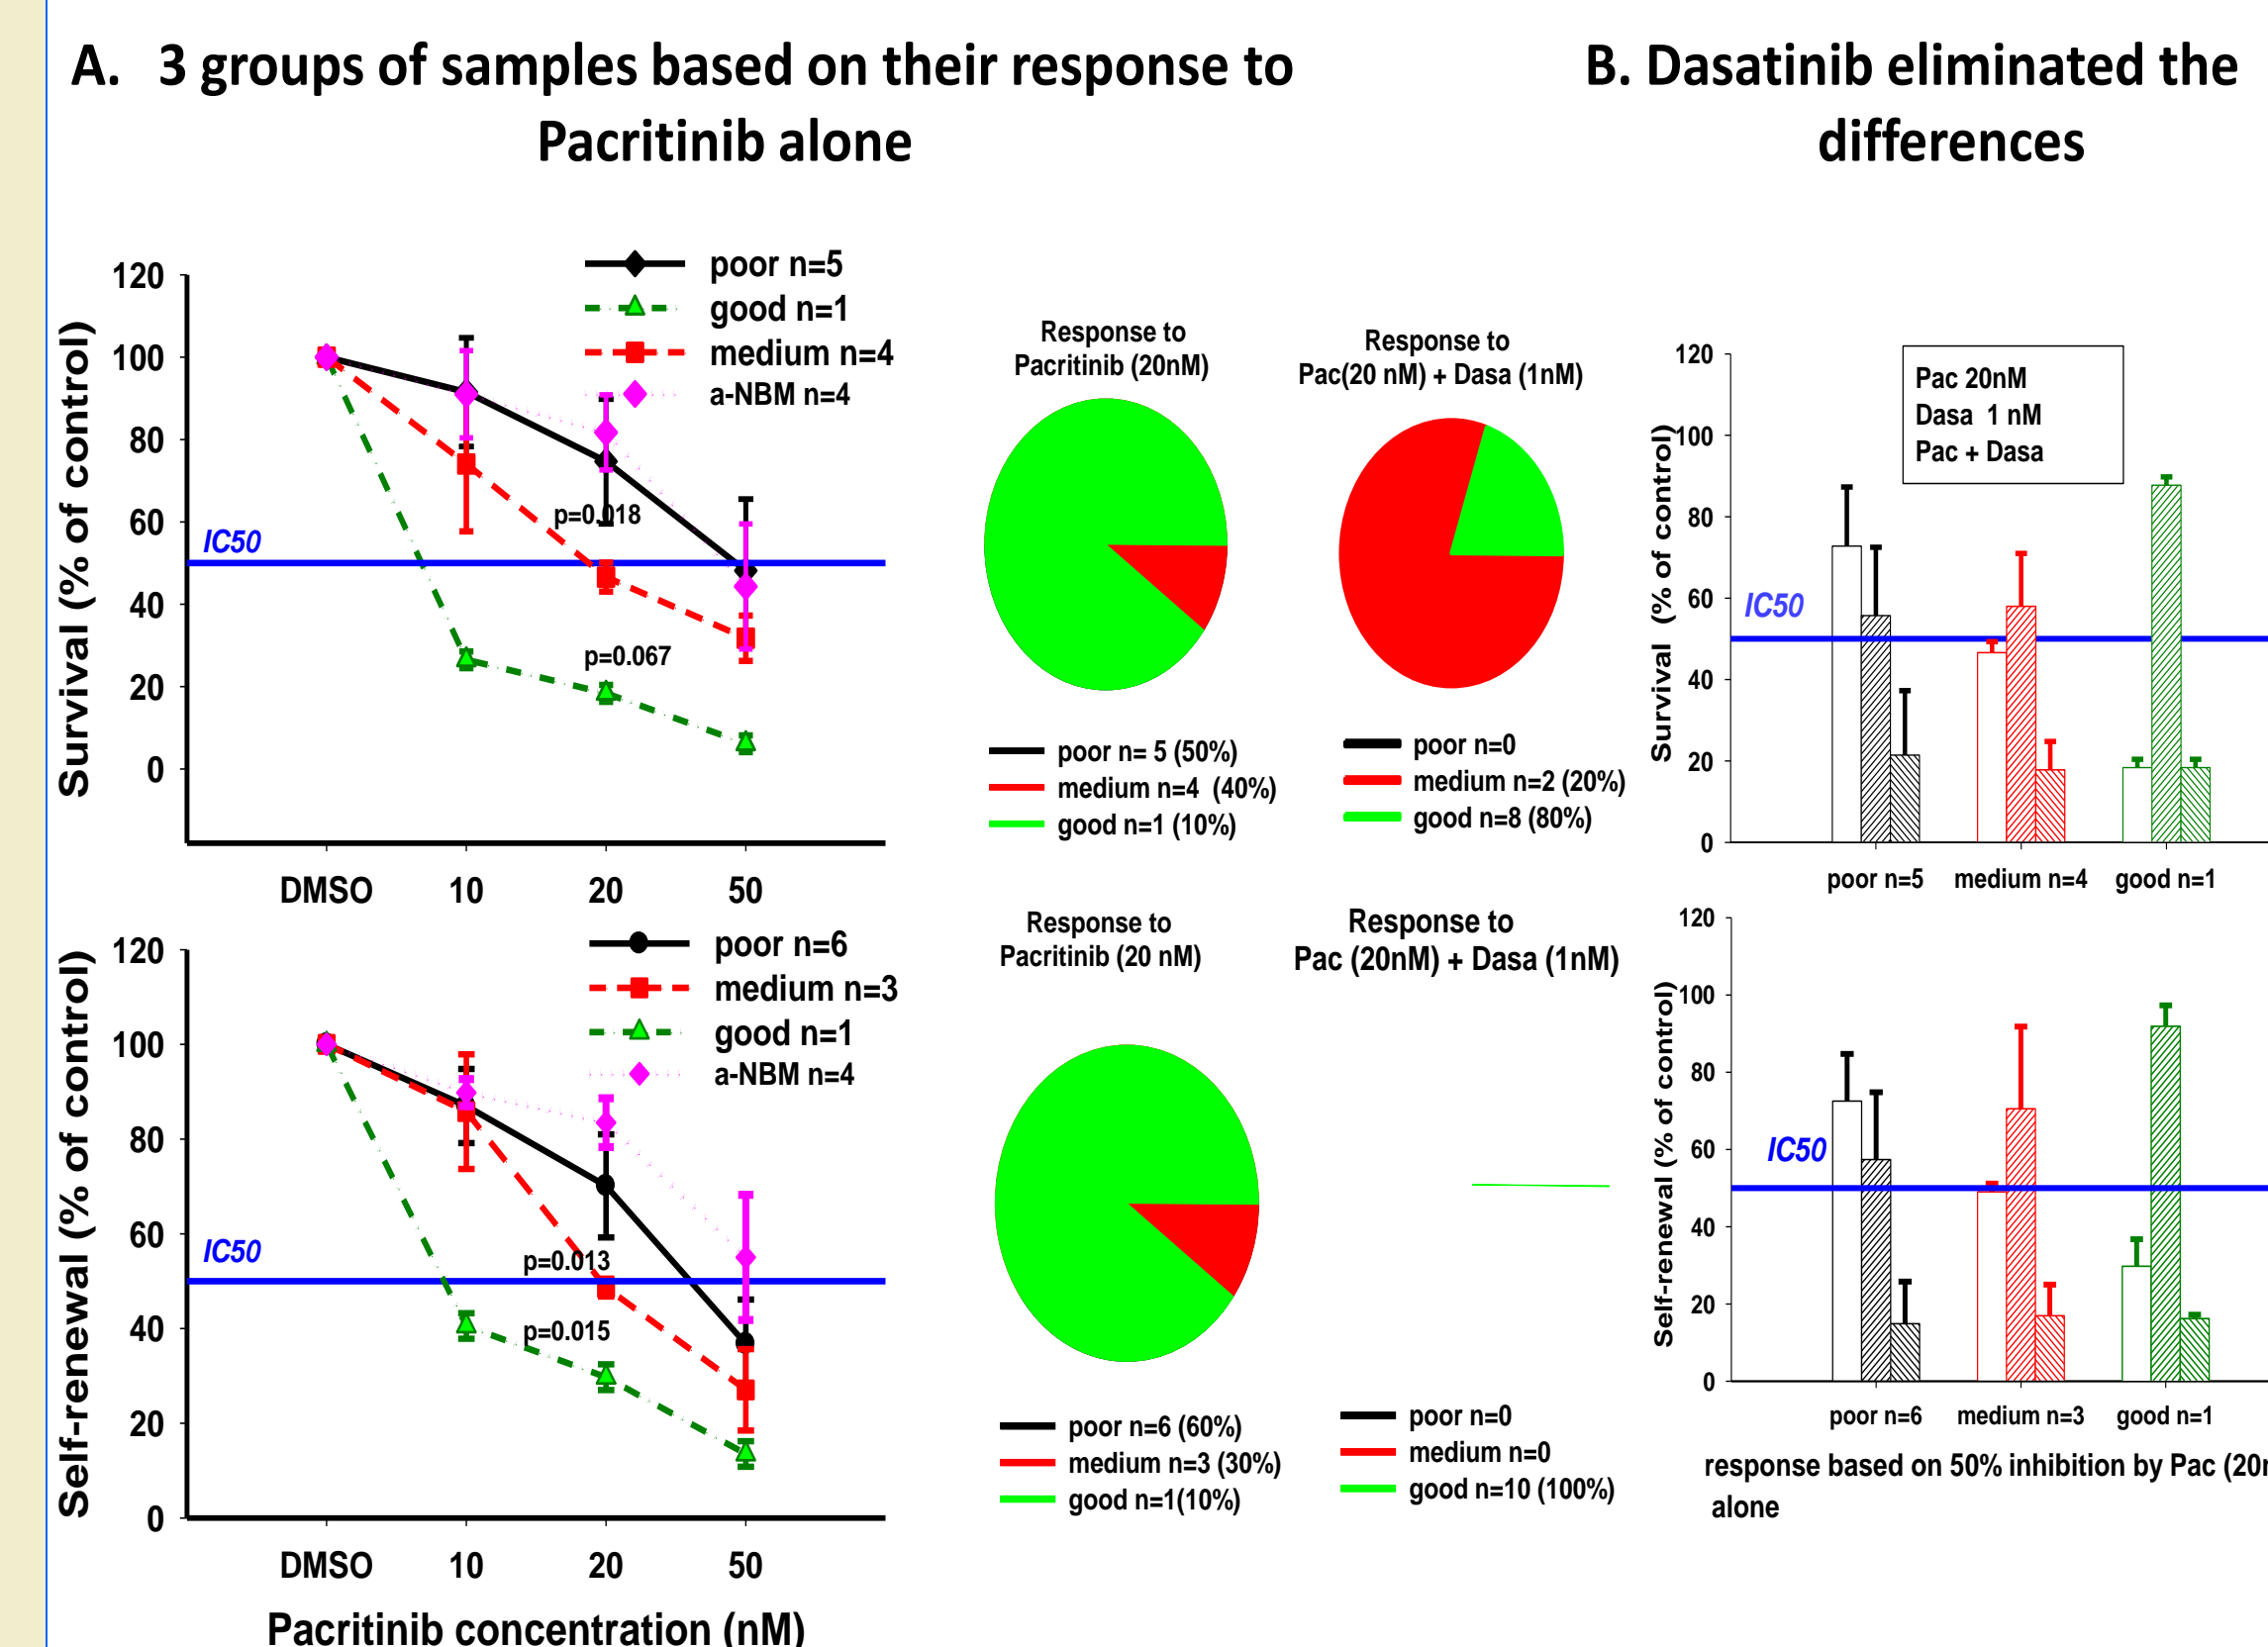 A. 3 groups of samples based on their response to
Pacritinib alone
B. Dasatinib eliminated the
differences
Survival (% of control)
120
100
80
60
40
20
0
poor n=5
good n=1
medium n=4
a-NBM n=4
p=0.018
IC50
p=0.067
DMSO
10
20
50
Response to
Pacritinib (20nM)
poor n= 5 (50%)
medium n=4 (40%)
good n=1 (10%)
Response to
Pac(20 nM) + Dasa (1nM)
poor n=0
medium n=2 (20%)
good n=8 (80%)
Survival (% of control)
120
100
80
60
40
20
0
Pac 20nM
Dasa 1 nM
Pac + Dasa
IC50
poor n=5
medium n=4
good n=1
Self-renewal (% of control)
120
100
80
60
40
20
0
poor n=6
medium n=3
good n=1
a-NBM n=4
IC50
p=0.013
p=0.015
DMSO
10
20
50
Pacritinib concentration (nM)
Response to
Pacritinib (20 nM)
poor n=6 (60%)
medium n=3 (30%)
good n=1(10%)
Response to
Pac (20nM) + Dasa (1nM)
poor n=0
medium n=0
good n=10 (100%)
Self-renewal (% of control)
120
100
80
60
40
20
0
IC50
poor n=6
medium n=3
good n=1
response based on 50% inhibition by Pac
alone